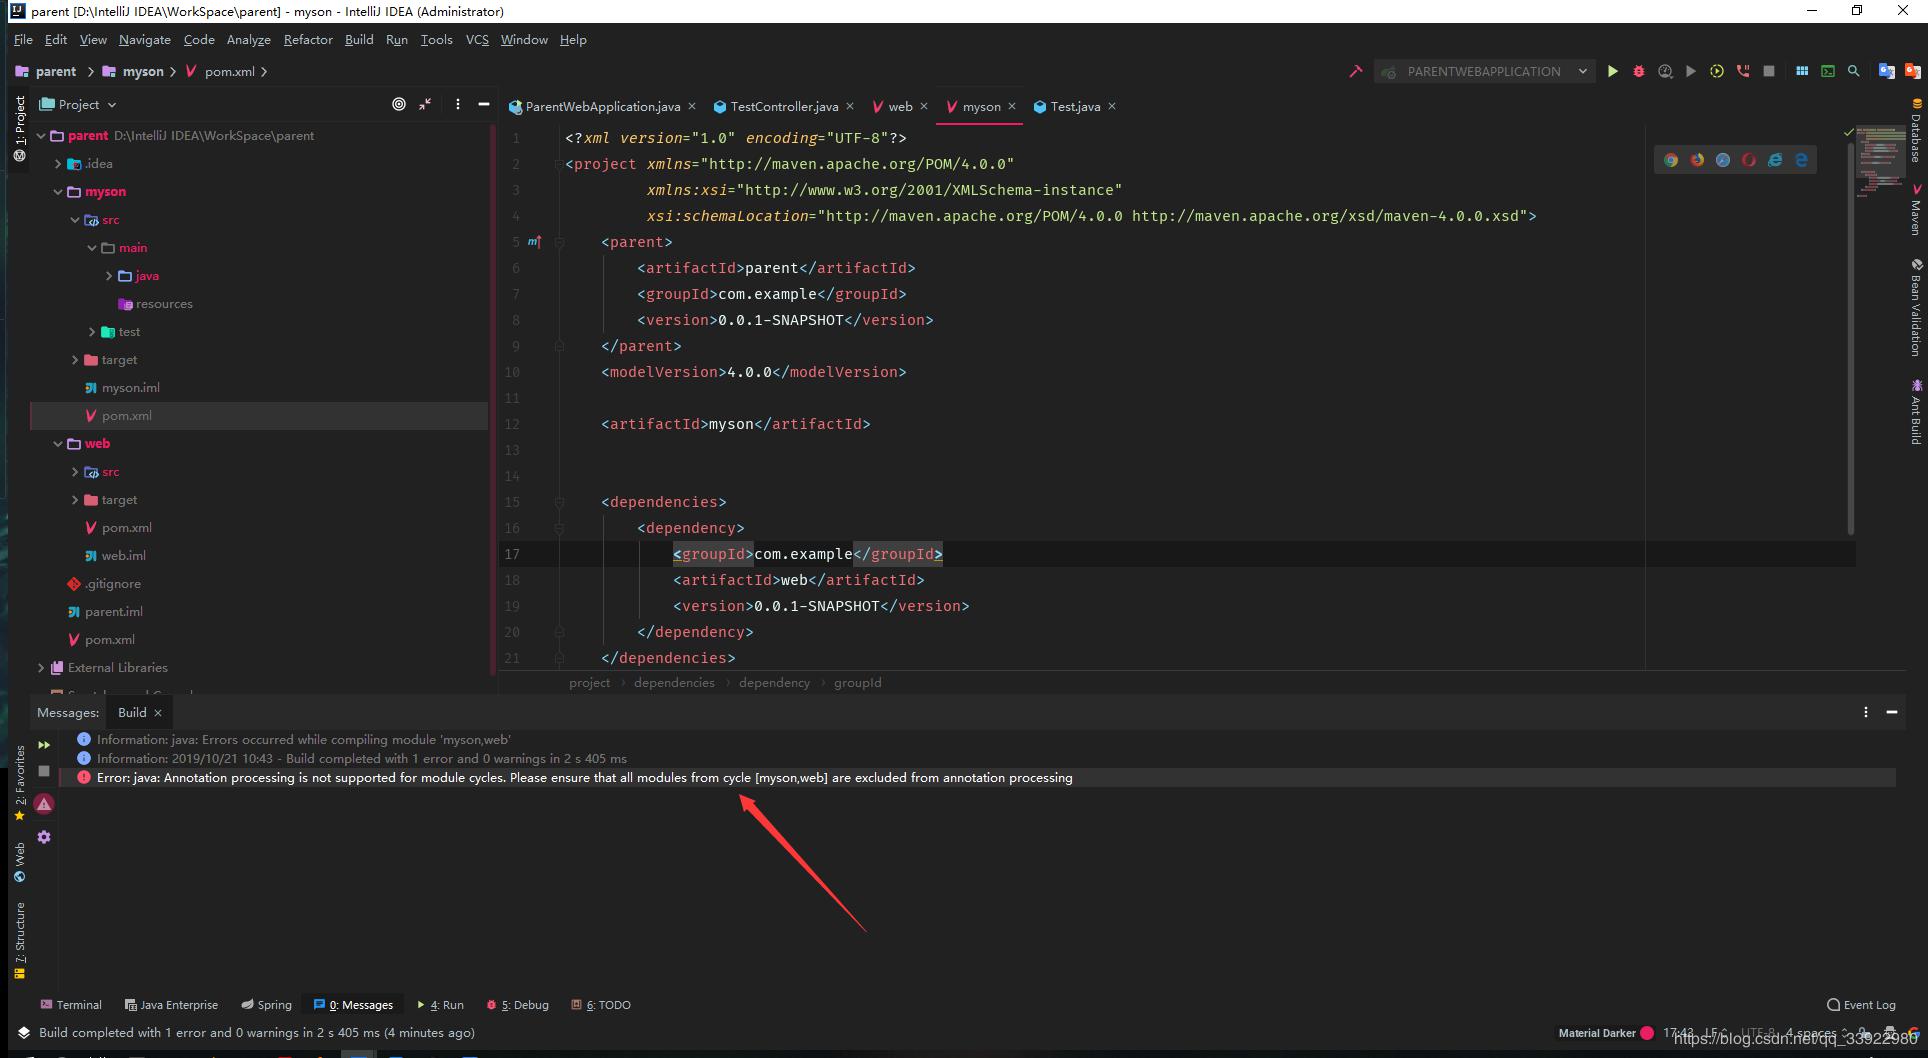 parent [D:\IntelliJ IDEA\WorkSpace\parent] - myson - IntelliJ IDEA (Administrator)
File Edit View Navigate Code Analyze Refactor Build Run Tools VCS Window Help
parent myson pom.xml
PARENTWEBAPPLICATION
1: Project
Project
ParentWebApplication.java TestController.java web myson Test.java
parent D:\IntelliJ IDEA\WorkSpace\parent
.idea
myson
src
main
java
resources
test
target
myson.iml
pom.xml
web
src
target
pom.xml
web.iml
.gitignore
parent.iml
pom.xml
External Libraries
1 <?xml version="1.0" encoding="UTF-8"?>
2 <project xmlns="http://maven.apache.org/POM/4.0.0"
3 xmlns:xsi="http://www.w3.org/2001/XMLSchema-instance"
4 xsi:schemaLocation="http://maven.apache.org/POM/4.0.0 http://maven.apache.org/xsd/maven-4.0.0.xsd">
5 <parent>
6 <artifactId>parent</artifactId>
7 <groupId>com.example</groupId>
8 <version>0.0.1-SNAPSHOT</version>
9 </parent>
10 <modelVersion>4.0.0</modelVersion>
11
12 <artifactId>myson</artifactId>
13
14
15 <dependencies>
16 <dependency>
17 <groupId>com.example</groupId>
18 <artifactId>web</artifactId>
19 <version>0.0.1-SNAPSHOT</version>
20 </dependency>
21 </dependencies>
project dependencies dependency groupId
Database
Maven
Bean Validation
Ant Build
Messages: Build
Information: java: Errors occurred while compiling module 'myson,web'
Information: 2019/10/21 10:43 - Build completed with 1 error and 0 warnings in 2 s 405 ms
Error: java: Annotation processing is not supported for module cycles. Please ensure that all modules from cycle [myson,web] are excluded from annotation processing
2: Favorites
Web
7: Structure
Terminal Java Enterprise Spring 0: Messages 4: Run 5: Debug 6: TODO Event Log
Build completed with 1 error and 0 warnings in 2 s 405 ms (4 minutes ago)
Material Darker 17:43 LF UTF-8 4 spaces
https://blog.csdn.net/qq_33922980